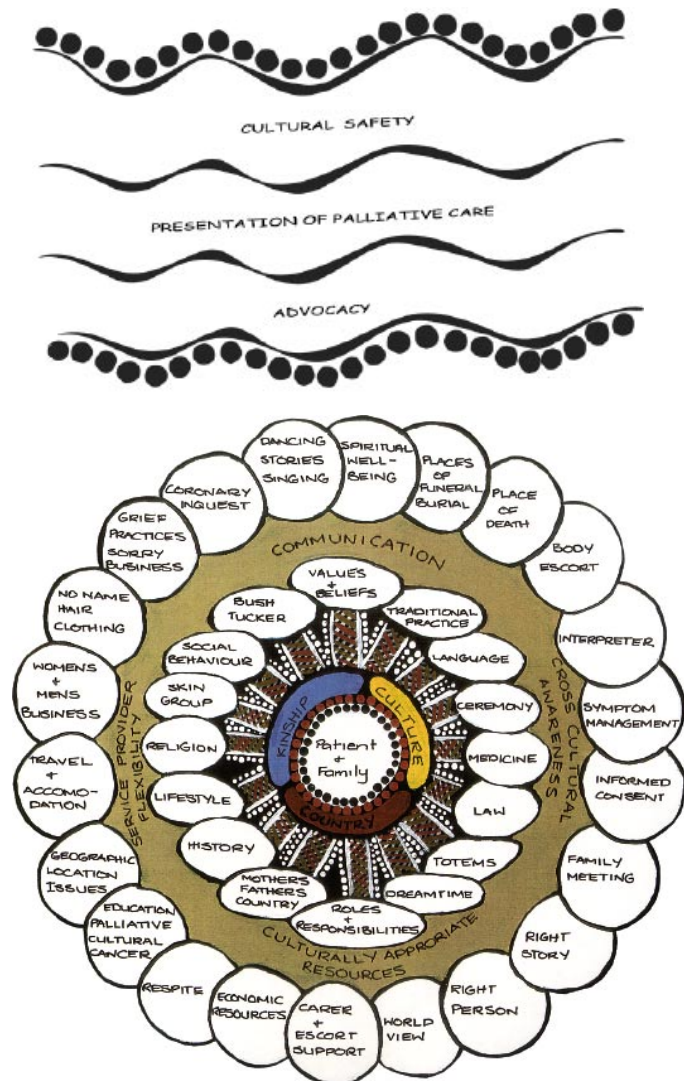 CULTURAL SAFETY
PRESENTATION OF PALLIATIVE CARE
ADVOCACY
DANCING
STORIES
SINGING
SPIRITUAL
WELL-
BEING
PLACES
OF
FUNERAL
BURIAL
PLACE
OF
DEATH
BODY
ESCORT
INTERPRETER
SYMPTOM
MANAGEMENT
INFORMED
CONSENT
FAMILY
MEETING
RIGHT
STORY
RIGHT
PERSON
WORLD
VIEW
CARER
+
ESCORT
SUPPORT
ECONOMIC
RESOURCES
RESPITE
EDUCATION
PALLIATIVE
CULTURAL
CANCER
GEOGRAPHIC
LOCATION
ISSUES
TRAVEL
+
ACCOMO-
DATION
WOMENS
+
MENS
BUSINESS
NO NAME
HAIR
CLOTHING
GRIEF
PRACTICES
SORRY
BUSINESS
CORONARY
INQUEST
COMMUNICATION
CROSS CULTURAL
AWARENESS
CULTURALLY APPROIATE
RESOURCES
SERVICE PROVIDER
FLEXIBILITY
VALUES
+
BELIEFS
TRADITIONAL
PRACTICE
LANGUAGE
CEREMONY
MEDICINE
LAW
TOTEMS
DREAMTIME
ROLES
+
RESPONSIBILITIES
MOTHERS
FATHERS
COUNTRY
HISTORY
LIFESTYLE
RELIGION
SKIN
GROUP
SOCIAL
BEHAVIOUR
BUSH
TUCKER
KINSHIP
CULTURE
COUNTRY
Patient
+
Family